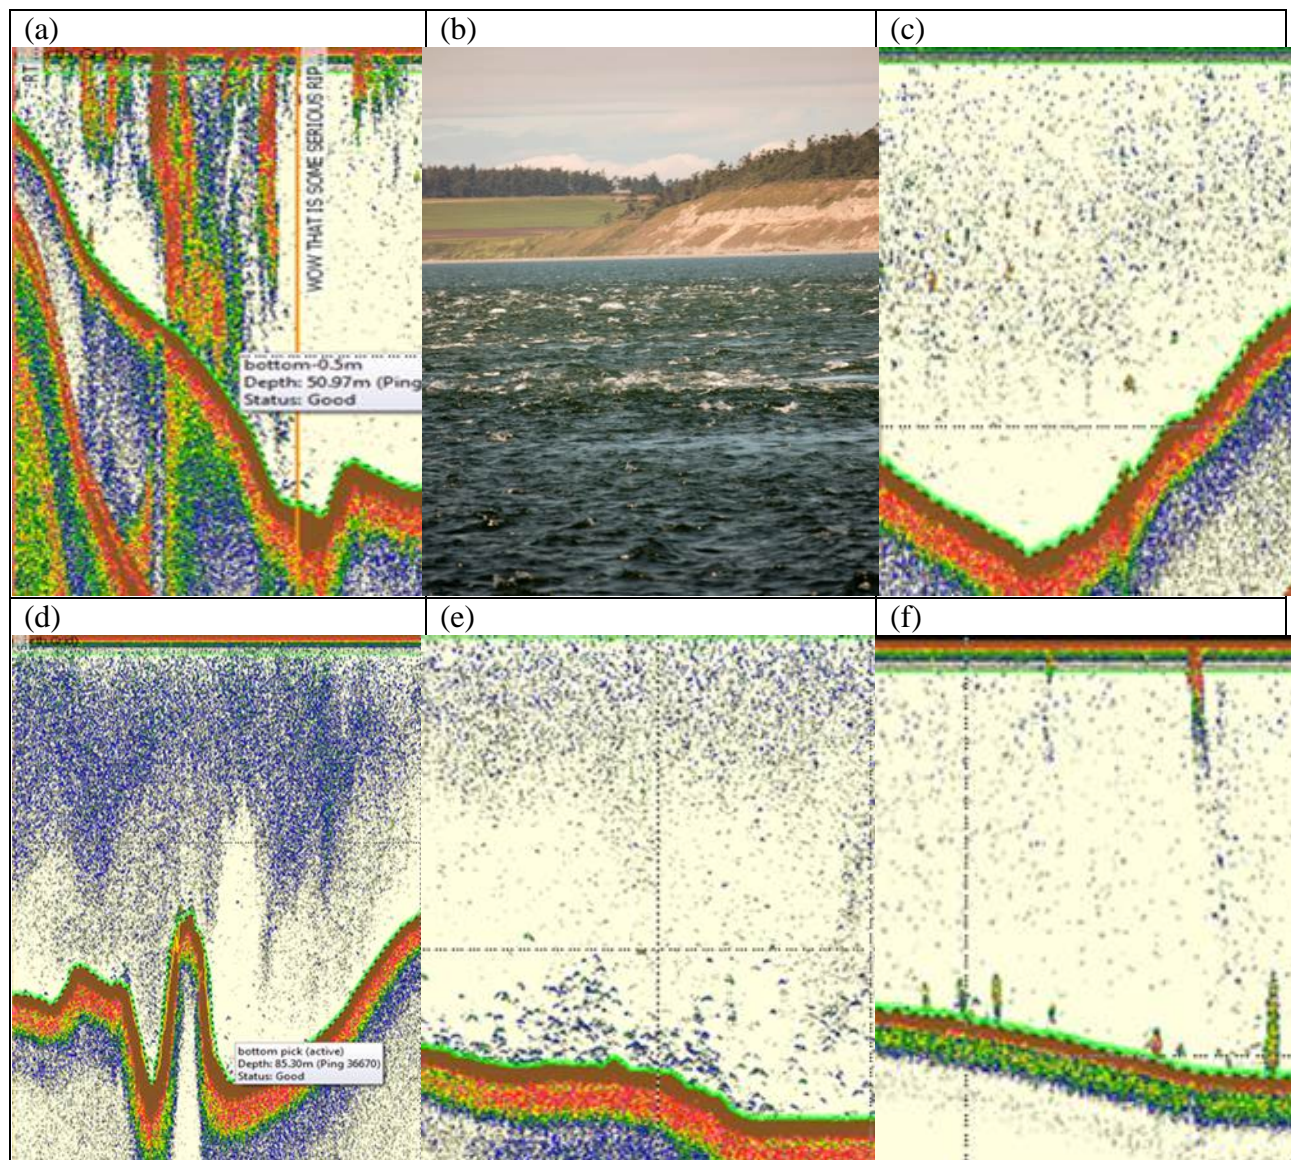 (a)
(b)
(c)
RT
WOW THAT IS SOME SERIOUS RIP...
bottom-0.5m
Depth: 50.97m (Ping
Status: Good
(d)
(e)
(f)
bottom pick (active)
Depth: 85.30m (Ping 36670)
Status: Good